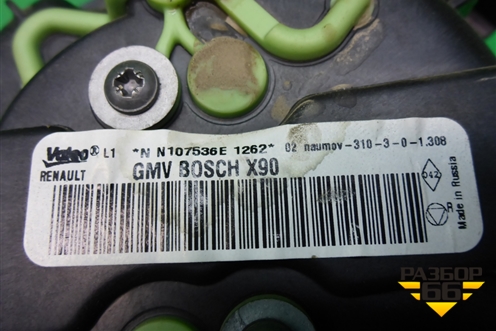 Valeo® L1 *N N107536E 1262* 02 naumov-310-3-0-1.308
RENAULT GMV BOSCH X90
042
Made in Russia
РАЗБОР
66